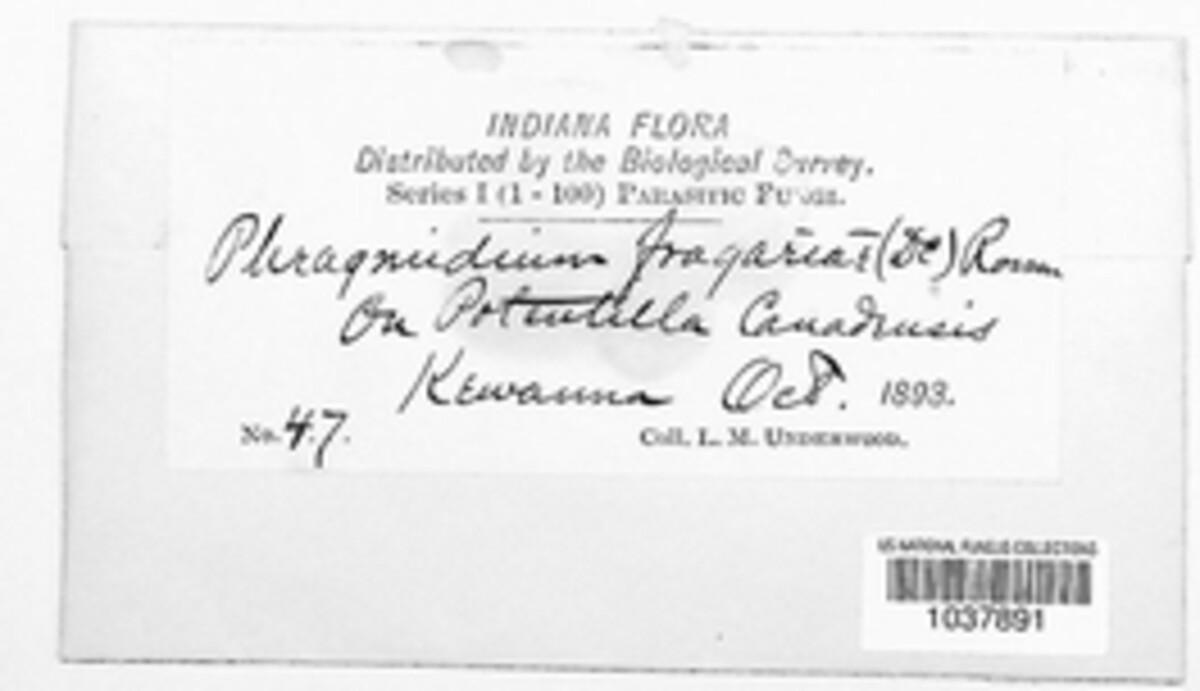 INDIANA FLORA
Distributed by the Biological Survey.
Series I (1 - 100) PARASITIC FUNGI.
Phragmidium fragariae (DC)
On Potentilla Canadensis
Kewanna Oct. 1893.
No. 47. Coll. L. M. UNDERWOOD.
US NATIONAL FUNGUS COLLECTIONS
1037891